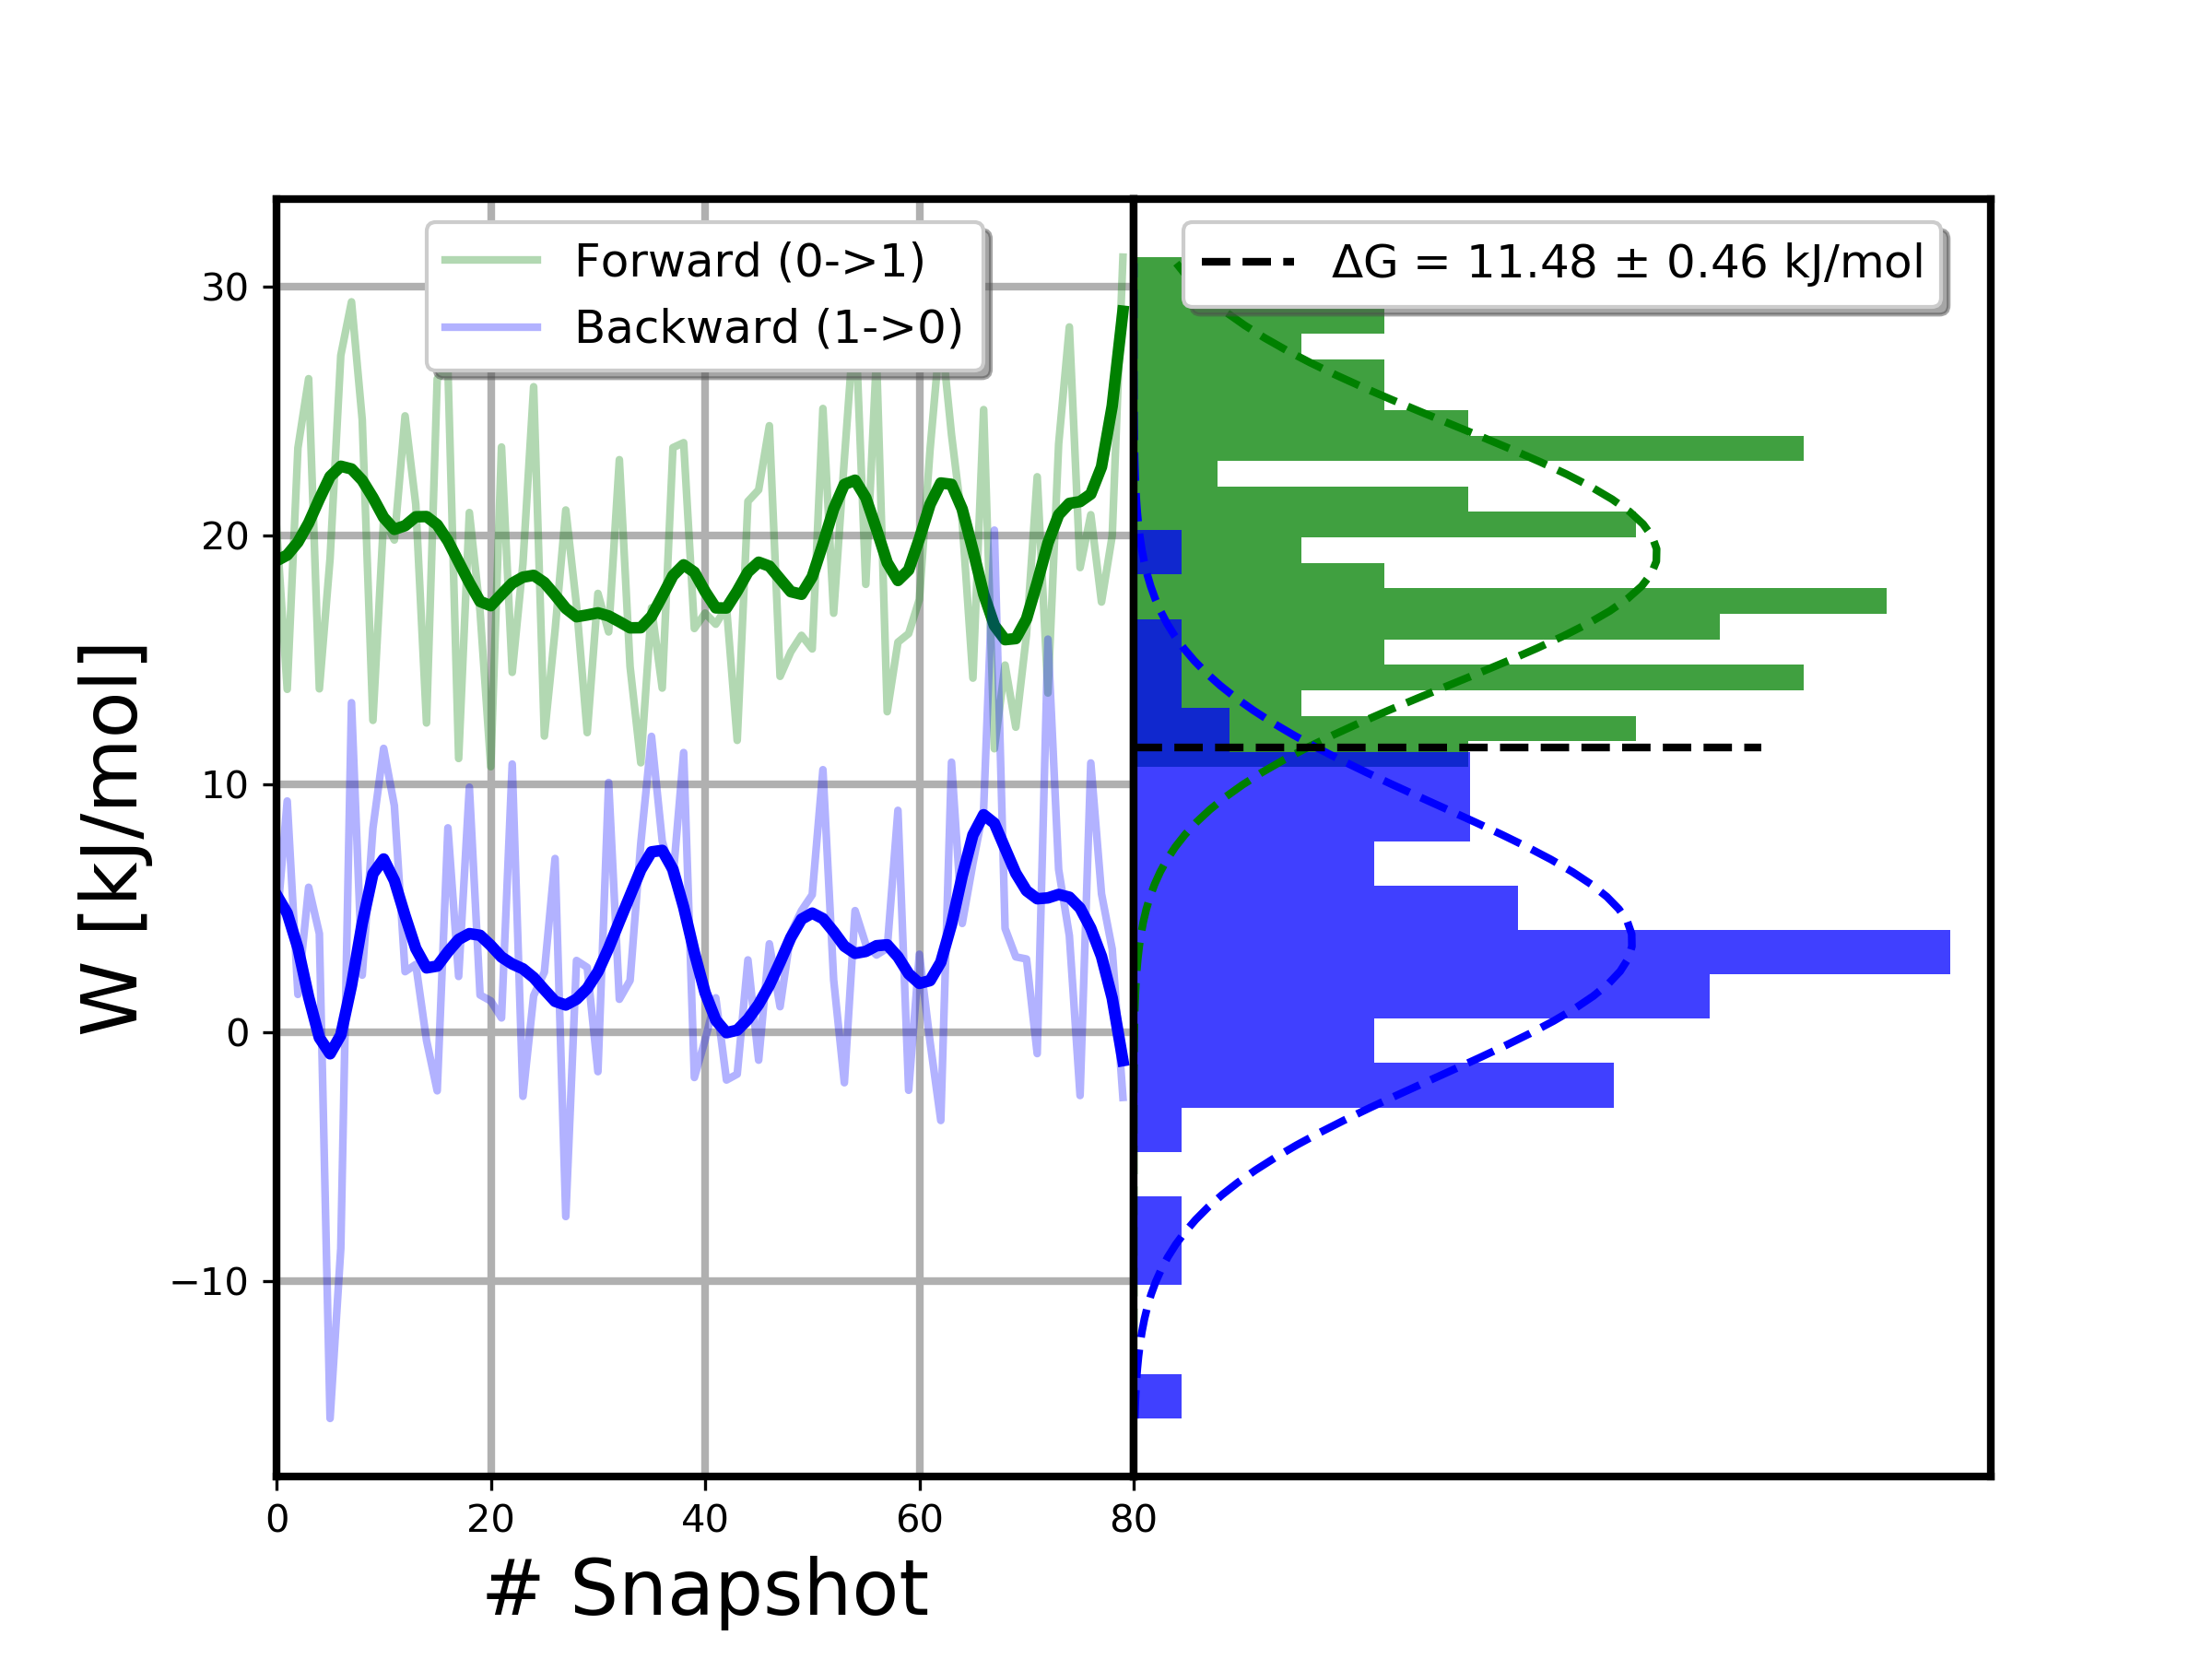 Forward (0->1)
Backward (1->0)
ΔG = 11.48 ± 0.46 kJ/mol
W [kJ/mol]
30
20
10
0
−10
0 20 40 60 80
# Snapshot